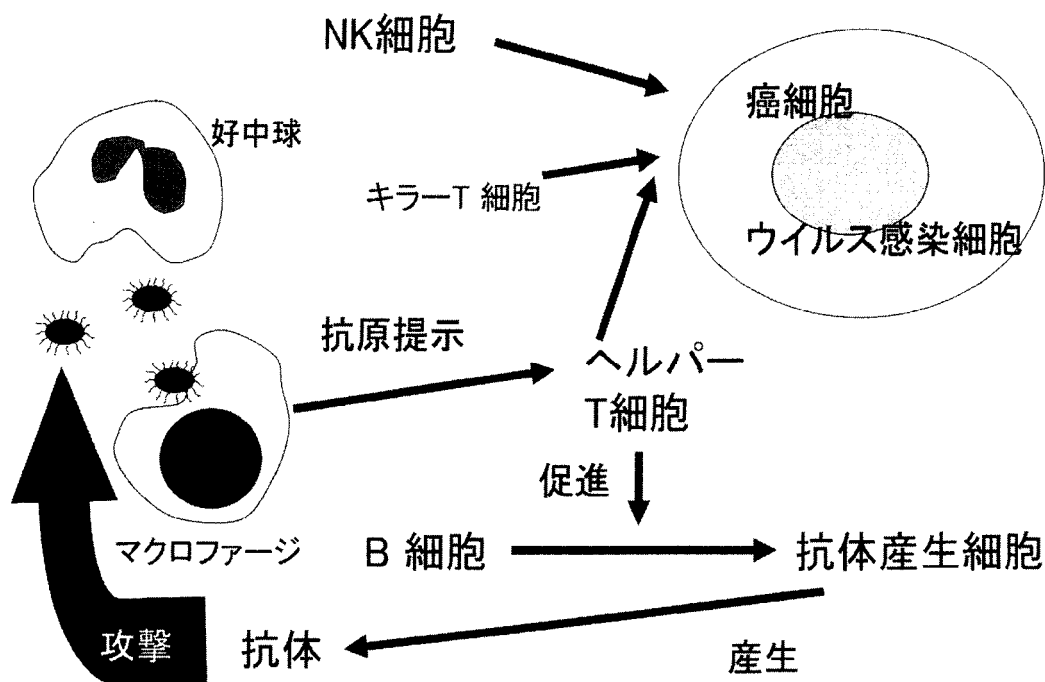 NK細胞
好中球
癌細胞
キラーT 細胞
ウイルス感染細胞
抗原提示
ヘルパー
T細胞
促進
マクロファージ
B 細胞
抗体産生細胞
攻撃
抗体
産生